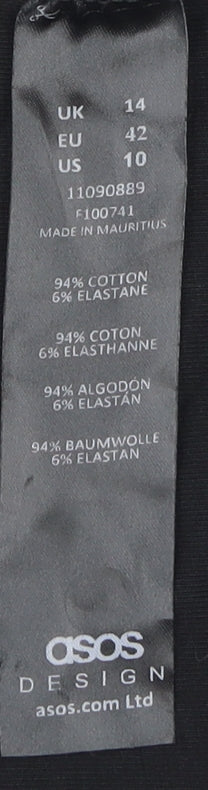 UK 14
EU 42
US 10
11090889
F100741
MADE IN MAURITIUS
94% COTTON
6% ELASTANE
94% COTON
6% ELASTHANNE
94% ALGODÓN
6% ELASTÁN
94% BAUMWOLLE
6% ELASTAN
asos
DESIGN
asos.com Ltd